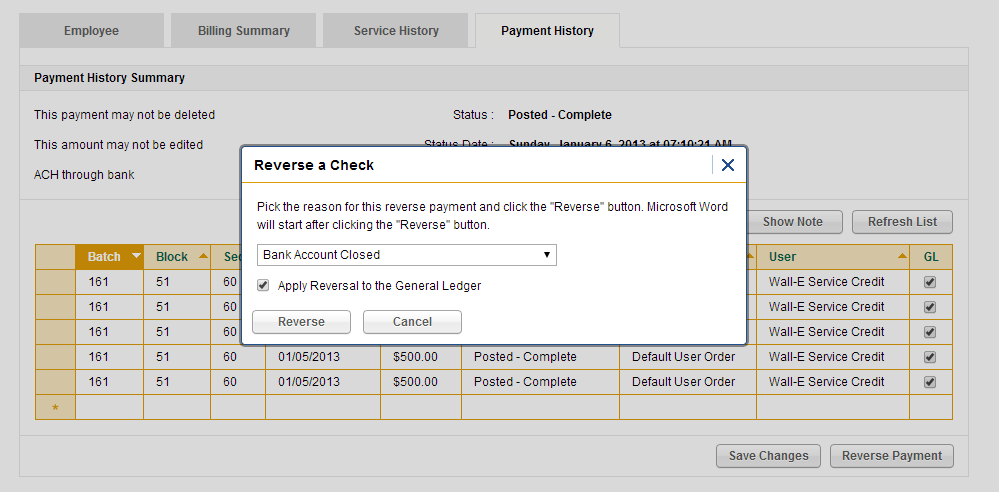 Employee Billing Summary Service History Payment History
Payment History Summary
This payment may not be deleted Status : Posted - Complete
This amount may not be edited Status Date : Sunday, January 6, 2013 at 07:10:21 AM
ACH through bank
Reverse a Check
Pick the reason for this reverse payment and click the "Reverse" button. Microsoft Word
will start after clicking the "Reverse" button.
Bank Account Closed
Apply Reversal to the General Ledger
Reverse Cancel
Show Note Refresh List
Batch Block User GL
161 51 60 Wall-E Service Credit
161 51 60 Wall-E Service Credit
161 51 60 Wall-E Service Credit
161 51 60 01/05/2013 $500.00 Posted - Complete Default User Order Wall-E Service Credit
161 51 60 01/05/2013 $500.00 Posted - Complete Default User Order Wall-E Service Credit
*
Save Changes Reverse Payment